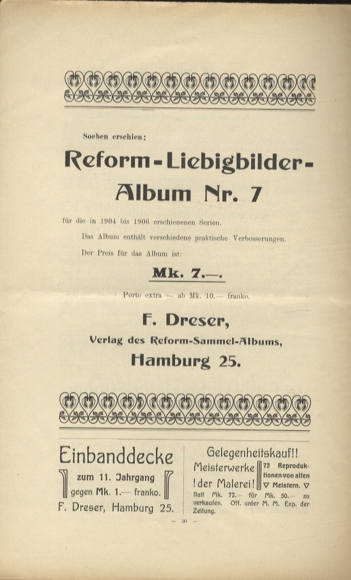 Soeben erschien:
Reform-Liebigbilder-
Album Nr. 7
für die in 1904 bis 1906 erschienenen Serien.
Das Album enthält verschiedene praktische Verbesserungen.
Der Preis für das Album ist:
Mk. 7.—.
Porto extra — ab Mk. 10.— franko.
F. Dreser,
Verlag des Reform-Sammel-Albums,
Hamburg 25.
Einbanddecke
zum 11. Jahrgang
gegen Mk. 1.— franko.
F. Dreser, Hamburg 25.
Gelegenheitskauf!!
Meisterwerke
!der Malerei!
72 Reproduk-
tionen von alten
Meistern.
statt Mk. 72.— für Mk. 50.— zu
verkaufen. Off. unter M. M. Exp. der
Zeitung.